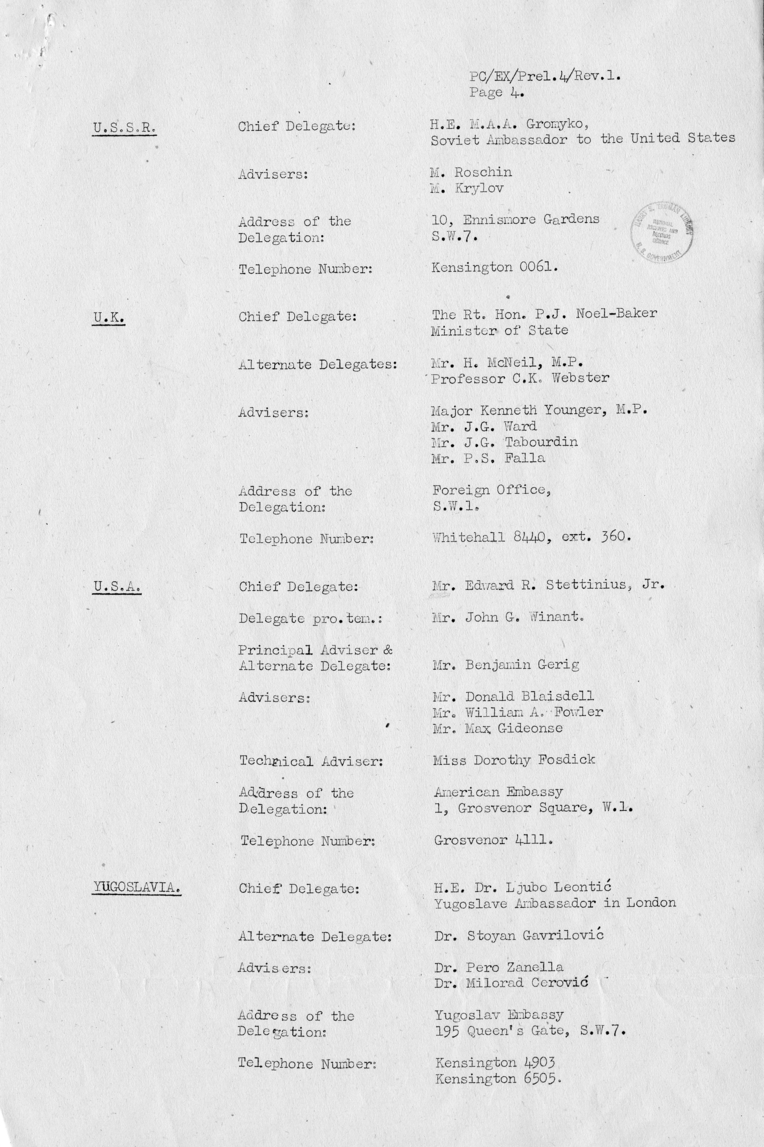 PC/EX/Prel.4/Rev.1.
Page 4.
U.S.S.R. Chief Delegate: H.E. M.A.A. Gromyko,
Soviet Ambassador to the United States
Advisers: M. Roschin
M. Krylov
Address of the 10, Ennismore Gardens
Delegation: S.W.7.
Telephone Number: Kensington 0061.
U.K. Chief Delegate: The Rt. Hon. P.J. Noel-Baker
Minister of State
Alternate Delegates: Mr. H. McNeil, M.P.
Professor C.K. Webster
Advisers: Major Kenneth Younger, M.P.
Mr. J.G. Ward
Mr. J.G. Tabourdin
Mr. P.S. Falla
Address of the Foreign Office,
Delegation: S.W.1.
Telephone Number: Whitehall 8440, ext. 360.
U.S.A. Chief Delegate: Mr. Edward R. Stettinius, Jr.
Delegate pro.tem.: Mr. John G. Winant.
Principal Adviser &
Alternate Delegate: Mr. Benjamin Gerig
Advisers: Mr. Donald Blaisdell
Mr. William A. Fowler
Mr. Max Gideonse
Technical Adviser: Miss Dorothy Fosdick
Address of the American Embassy
Delegation: 1, Grosvenor Square, W.1.
Telephone Number: Grosvenor 4111.
YUGOSLAVIA. Chief Delegate: H.E. Dr. Ljubo Leontić
Yugoslave Ambassador in London
Alternate Delegate: Dr. Stoyan Gavrilović
Advisers: Dr. Pero Zanella
Dr. Milorad Cerović
Address of the Yugoslav Embassy
Delegation: 195 Queen's Gate, S.W.7.
Telephone Number: Kensington 4903
Kensington 6505.
HARRY S. TRUMAN LIBRARY
U.S. GOVERNMENT